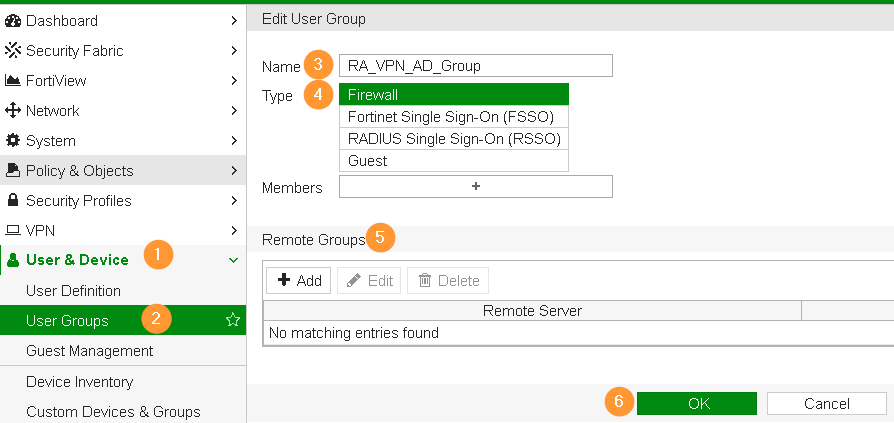 Dashboard
Security Fabric
FortiView
Network
System
Policy & Objects
Security Profiles
VPN
User & Device 1
User Definition
User Groups 2
Guest Management
Device Inventory
Custom Devices & Groups
Edit User Group
Name 3 RA_VPN_AD_Group
Type 4 Firewall
Fortinet Single Sign-On (FSSO)
RADIUS Single Sign-On (RSSO)
Guest
Members +
Remote Groups 5
+ Add Edit Delete
Remote Server
No matching entries found
6 OK Cancel